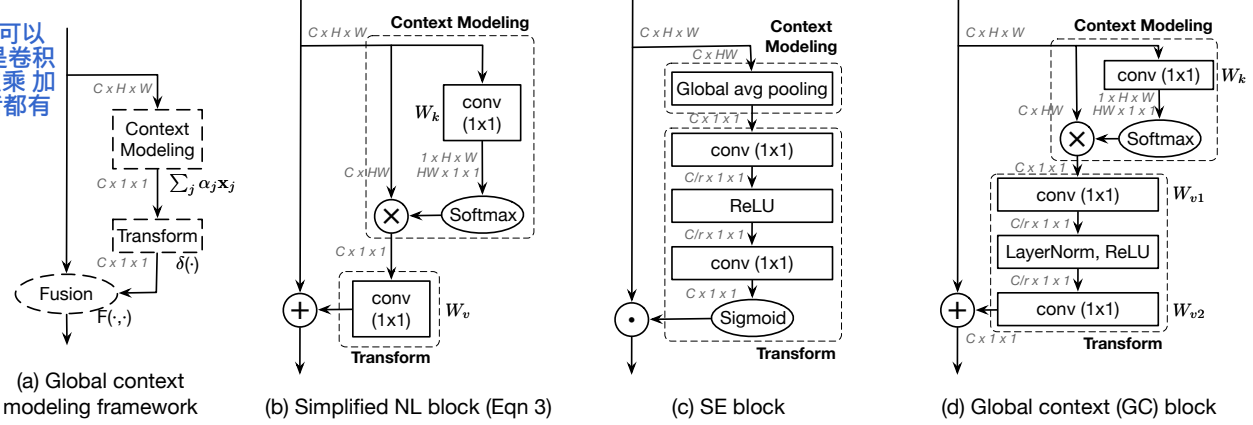 可以
是卷积
乘 加
都有
C x H x W
Context
Modeling
C x 1 x 1
∑j αjxj
Transform
C x 1 x 1
δ(·)
Fusion
F(·,·)
(a) Global context
modeling framework
Context Modeling
C x H x W
Wk
conv
(1x1)
1 x H x W
HW x 1 x 1
C x HW
×
Softmax
C x 1 x 1
+
conv
(1x1)
Wv
Transform
(b) Simplified NL block (Eqn 3)
Context
Modeling
C x H x W
C x HW
Global avg pooling
C x 1 x 1
conv (1x1)
C/r x 1 x 1
ReLU
C/r x 1 x 1
conv (1x1)
C x 1 x 1
Sigmoid
Transform
(c) SE block
Context Modeling
C x H x W
conv (1x1)
Wk
1 x H x W
HW x 1 x 1
C x HW
×
Softmax
C x 1 x 1
conv (1x1)
Wv1
C/r x 1 x 1
LayerNorm, ReLU
C/r x 1 x 1
+
conv (1x1)
Wv2
C x 1 x 1
Transform
(d) Global context (GC) block